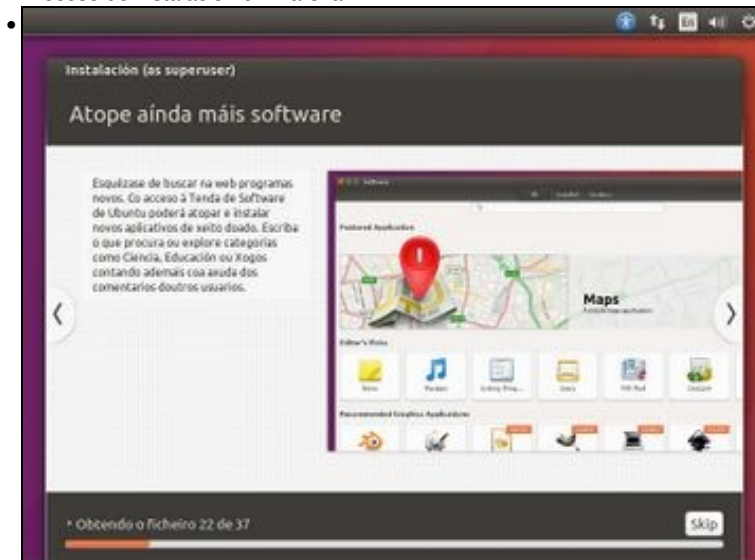 En
Instalación (as superuser)
Atope aínda máis software
Esquézase de buscar na web programas
novos. Co acceso á Tenda de Software
de Ubuntu poderá atopar e instalar
novos aplicativos de xeito doado. Escriba
o que procura ou explore categorías
como Ciencia, Educación ou Xogos
contando ademais coa axuda dos
comentarios doutros usuarios.
Featured Application
Maps
Editor's Picks
Recommended Graphics Applications
Obtendo o ficheiro 22 de 37
Skip